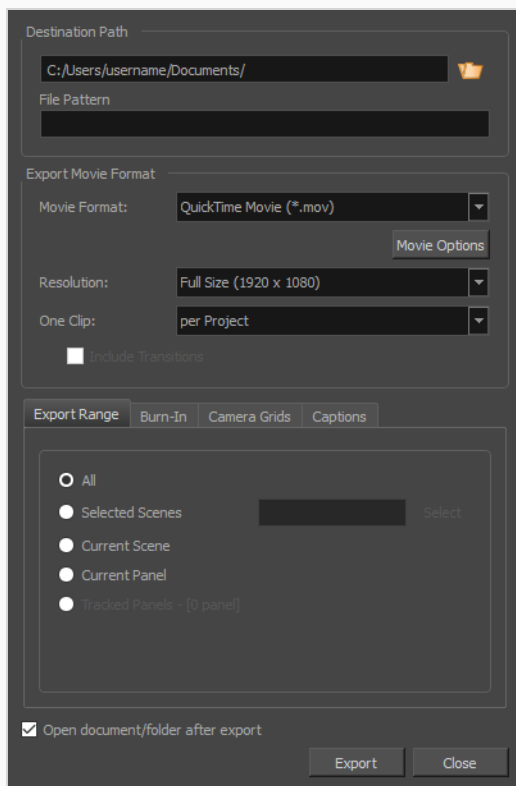 Destination Path
C:/Users/username/Documents/
File Pattern
Export Movie Format
Movie Format: QuickTime Movie (*.mov)
Movie Options
Resolution: Full Size (1920 x 1080)
One Clip: per Project
Include Transitions
Export Range Burn-In Camera Grids Captions
All
Selected Scenes Select
Current Scene
Current Panel
Tracked Panels - [0 panel]
Open document/folder after export
Export Close